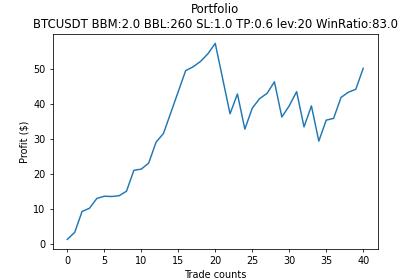 Portfolio
BTCUSDT BBM:2.0 BBL:260 SL:1.0 TP:0.6 lev:20 WinRatio:83.0
Profit ($)
50
40
30
20
10
0
0 5 10 15 20 25 30 35 40
Trade counts